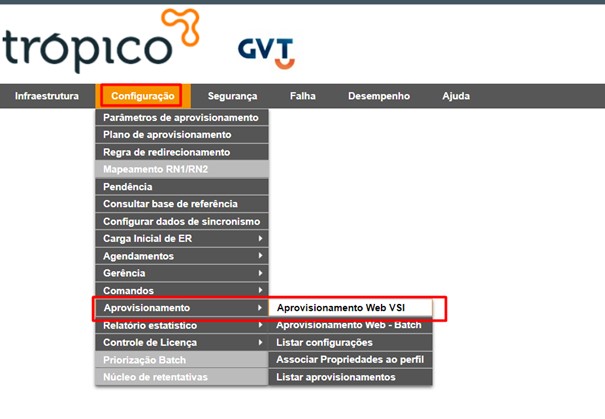 trópico
GVT
Infraestrutura Configuração Segurança Falha Desempenho Ajuda
Parâmetros de aprovisionamento
Plano de aprovisionamento
Regra de redirecionamento
Mapeamento RN1/RN2
Pendência
Consultar base de referência
Configurar dados de sincronismo
Carga Inicial de ER
Agendamentos
Gerência
Comandos
Aprovisionamento Aprovisionamento Web VSI
Relatório estatístico Aprovisionamento Web - Batch
Controle de Licença Listar configurações
Priorização Batch Associar Propriedades ao perfil
Núcleo de retentativas Listar aprovisionamentos